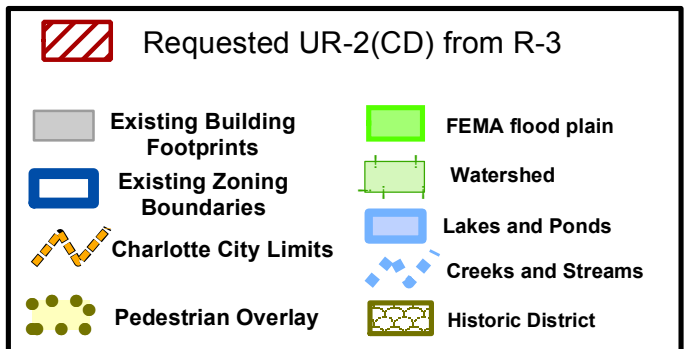 Requested UR-2(CD) from R-3
Existing Building
Footprints
Existing Zoning
Boundaries
Charlotte City Limits
Pedestrian Overlay
FEMA flood plain
Watershed
Lakes and Ponds
Creeks and Streams
Historic District